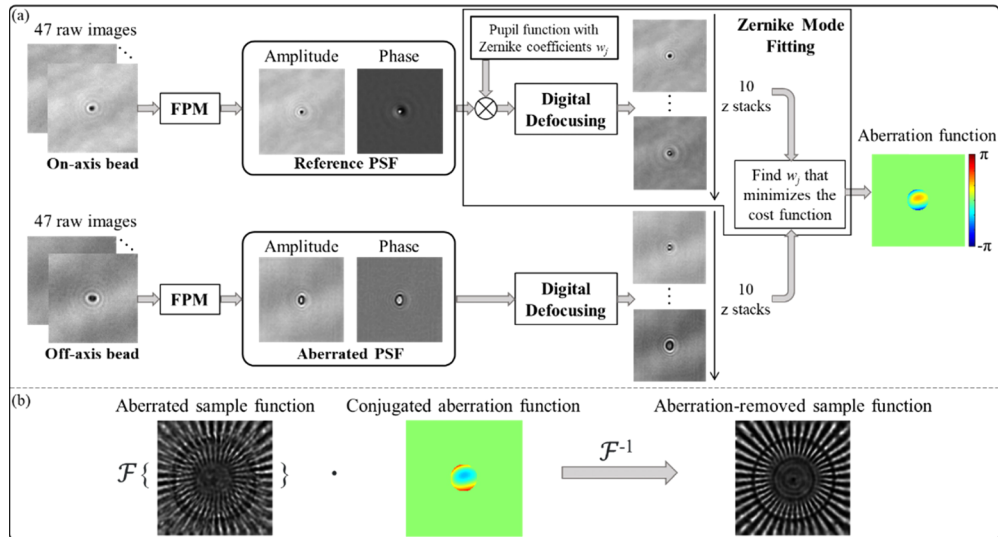 (a)
47 raw images
On-axis bead
FPM
Amplitude Phase
Reference PSF
Pupil function with
Zernike coefficients wj
Digital
Defocusing
Zernike Mode
Fitting
10
z stacks
Find wj that
minimizes the
cost function
Aberration function
π
-π
47 raw images
Off-axis bead
FPM
Amplitude Phase
Aberrated PSF
Digital
Defocusing
10
z stacks
(b)
Aberrated sample function Conjugated aberration function Aberration-removed sample function
ℱ{ } · ℱ-1